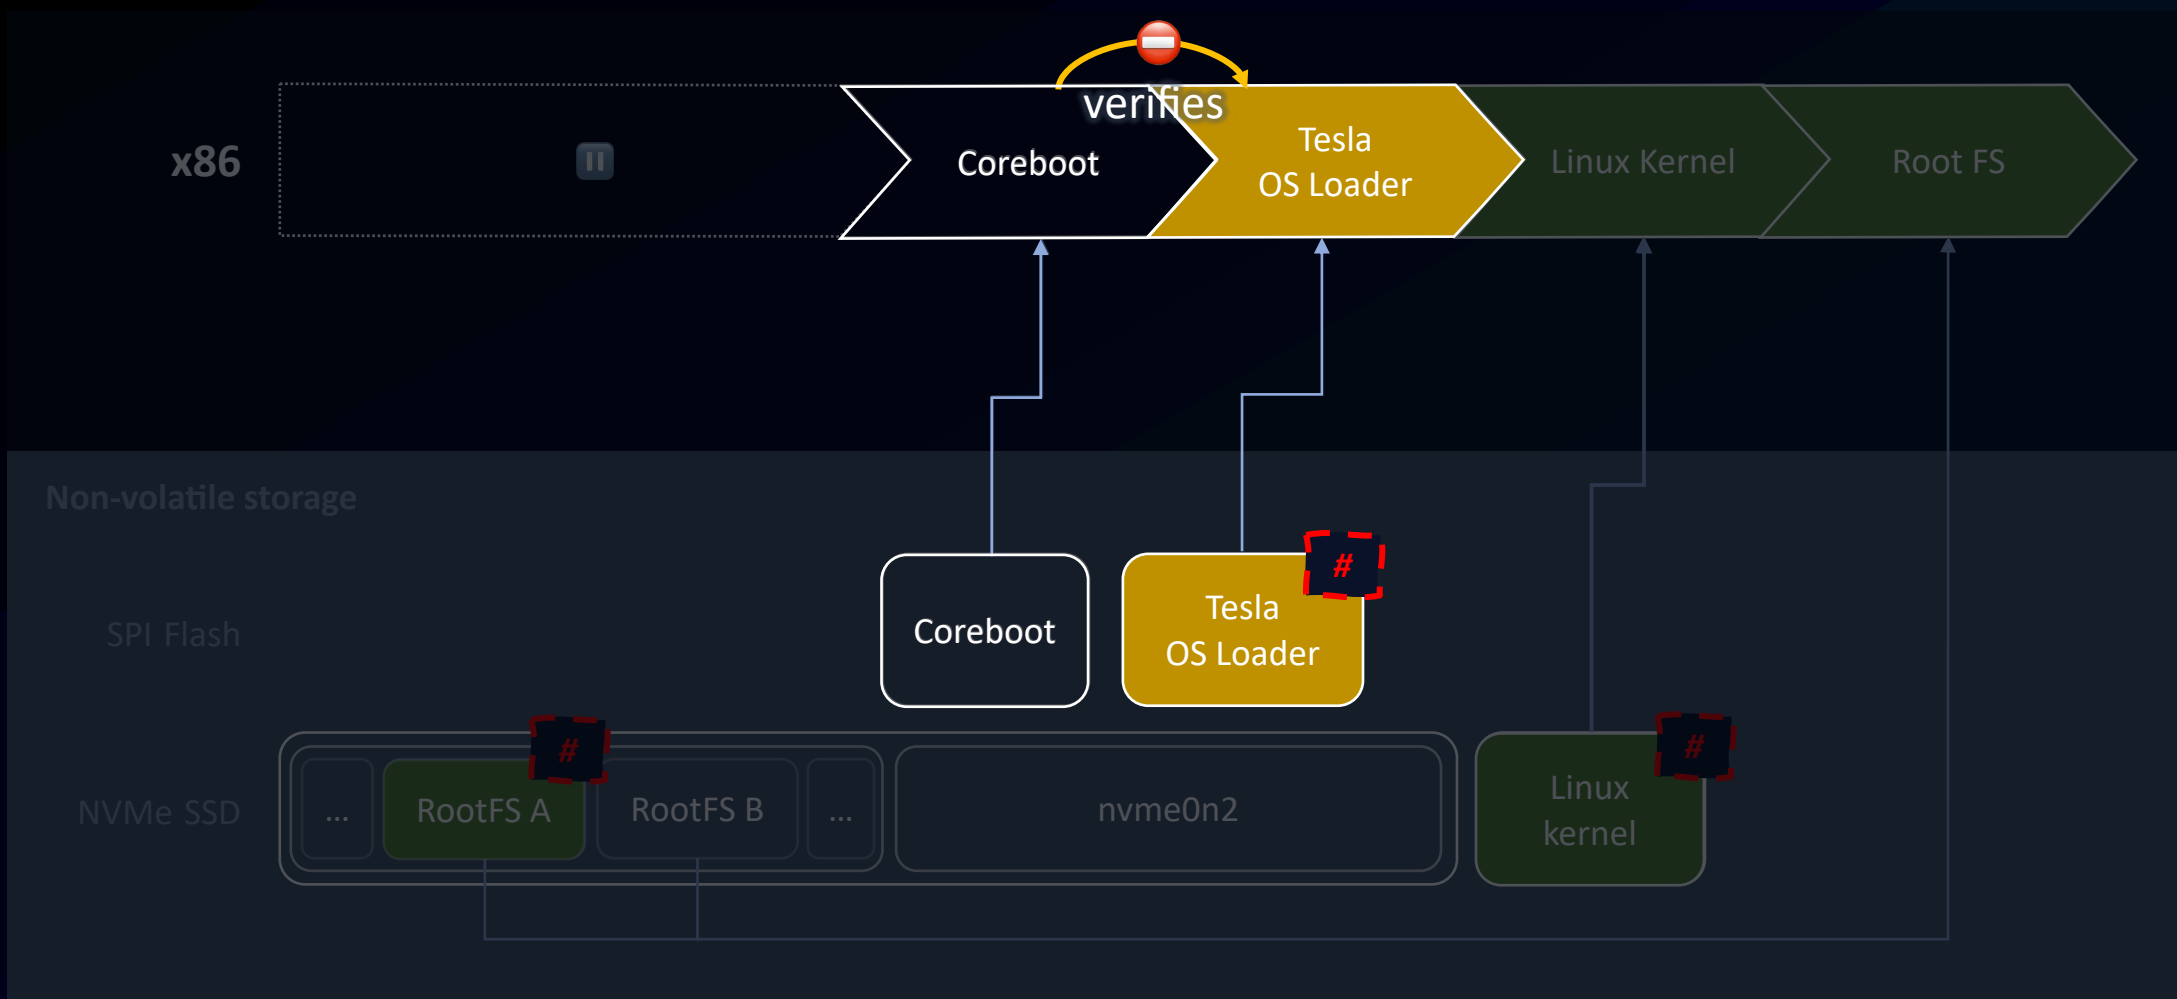 verifies
x86
Coreboot
Tesla
OS Loader
Linux Kernel
Root FS
Non-volatile storage
SPI Flash
Coreboot
Tesla
OS Loader
#
NVMe SSD
...
RootFS A
#
RootFS B
...
nvme0n2
Linux
kernel
#